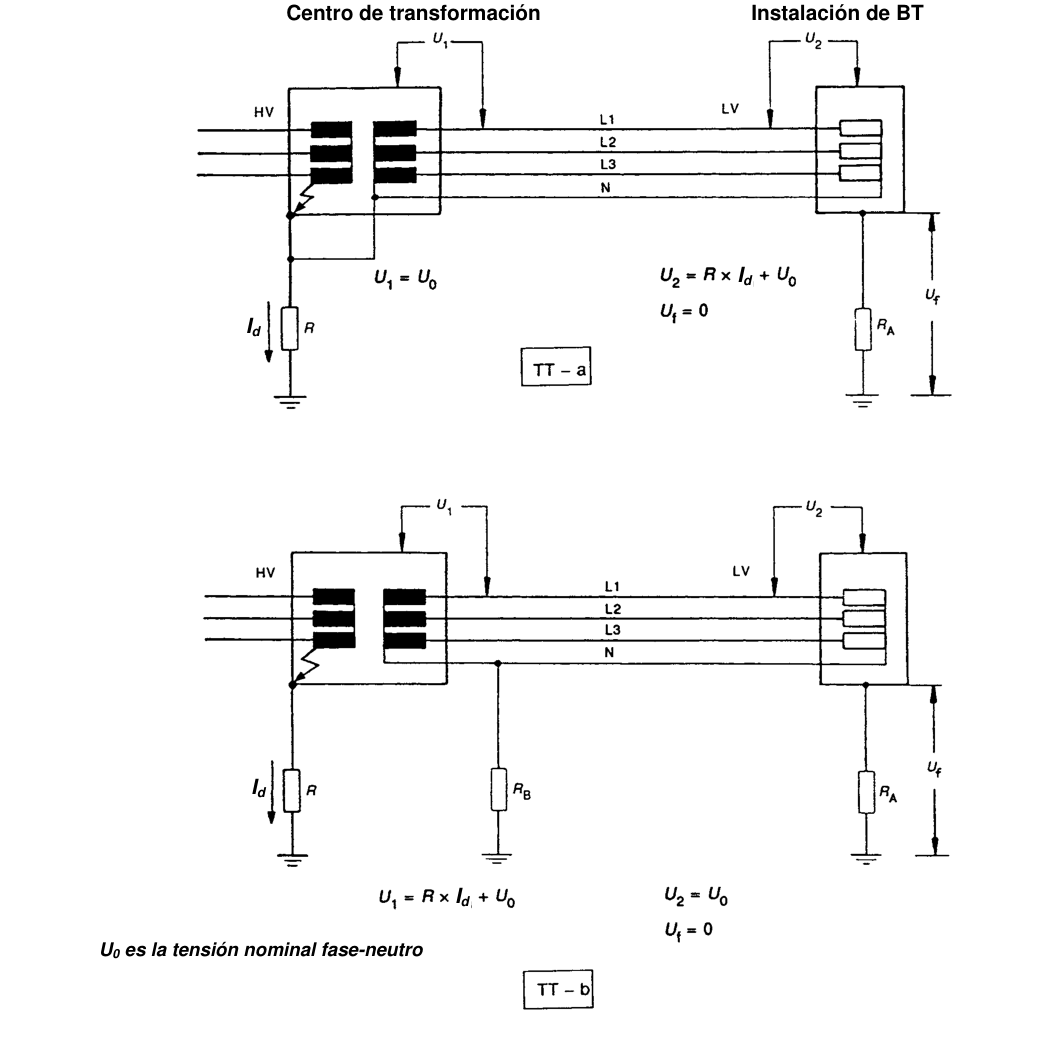 Centro de transformación
Instalación de BT
U1
U2
HV
LV
L1
L2
L3
N
U1 = U0
U2 = R × Id + U0
Uf = 0
Uf
Id
R
RA
TT – a
U1
U2
HV
LV
L1
L2
L3
N
Id
R
RB
RA
Uf
U1 = R × Id + U0
U2 = U0
Uf = 0
U0 es la tensión nominal fase-neutro
TT – b